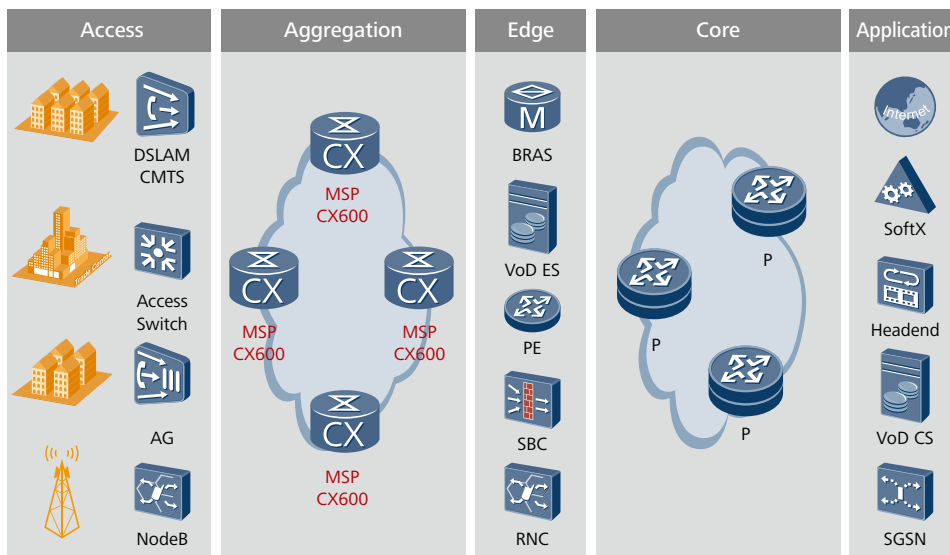 Access
DSLAM
CMTS
Access
Switch
AG
NodeB
Aggregation
CX
MSP
CX600
CX
MSP
CX600
CX
MSP
CX600
CX
MSP
CX600
Edge
M
BRAS
VoD ES
PE
SBC
RNC
Core
P
P
P
Application
Internet
SoftX
Headend
VoD CS
SGSN